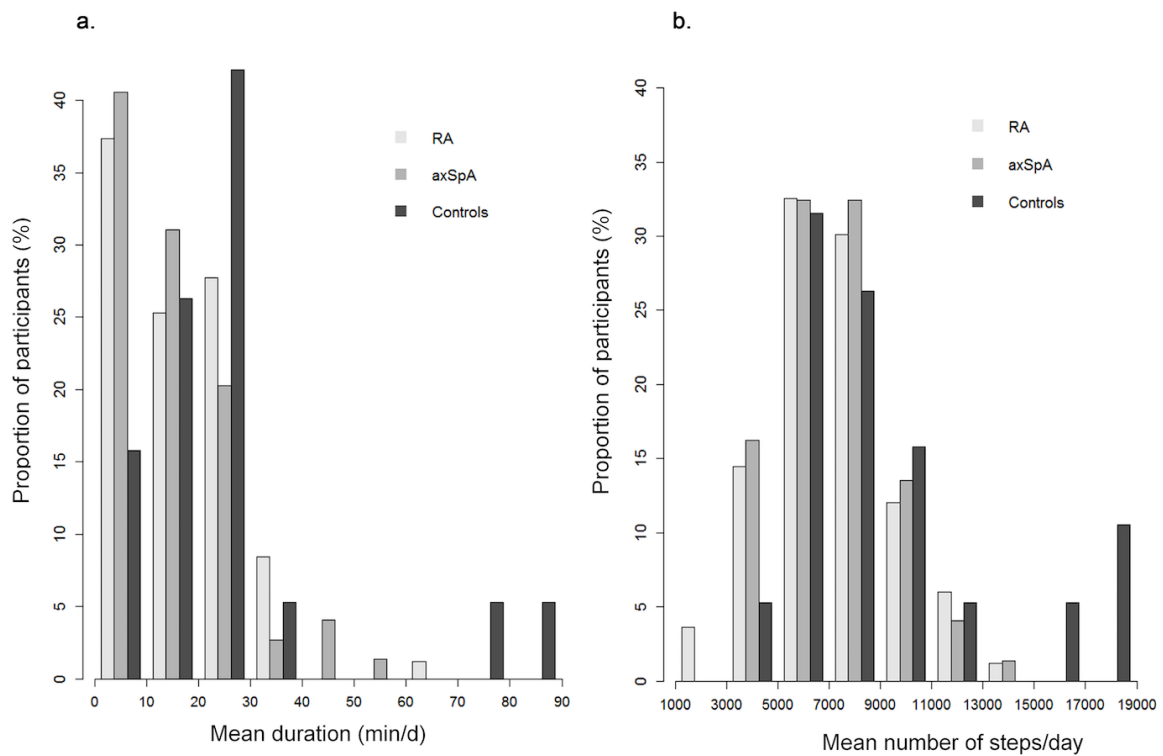 a.
Proportion of participants (%)
40
35
30
25
20
15
10
5
0
RA
axSpA
Controls
0 10 20 30 40 50 60 70 80 90
Mean duration (min/d)
b.
Proportion of participants (%)
40
35
30
25
20
15
10
5
0
RA
axSpA
Controls
1000 3000 5000 7000 9000 11000 13000 15000 17000 19000
Mean number of steps/day